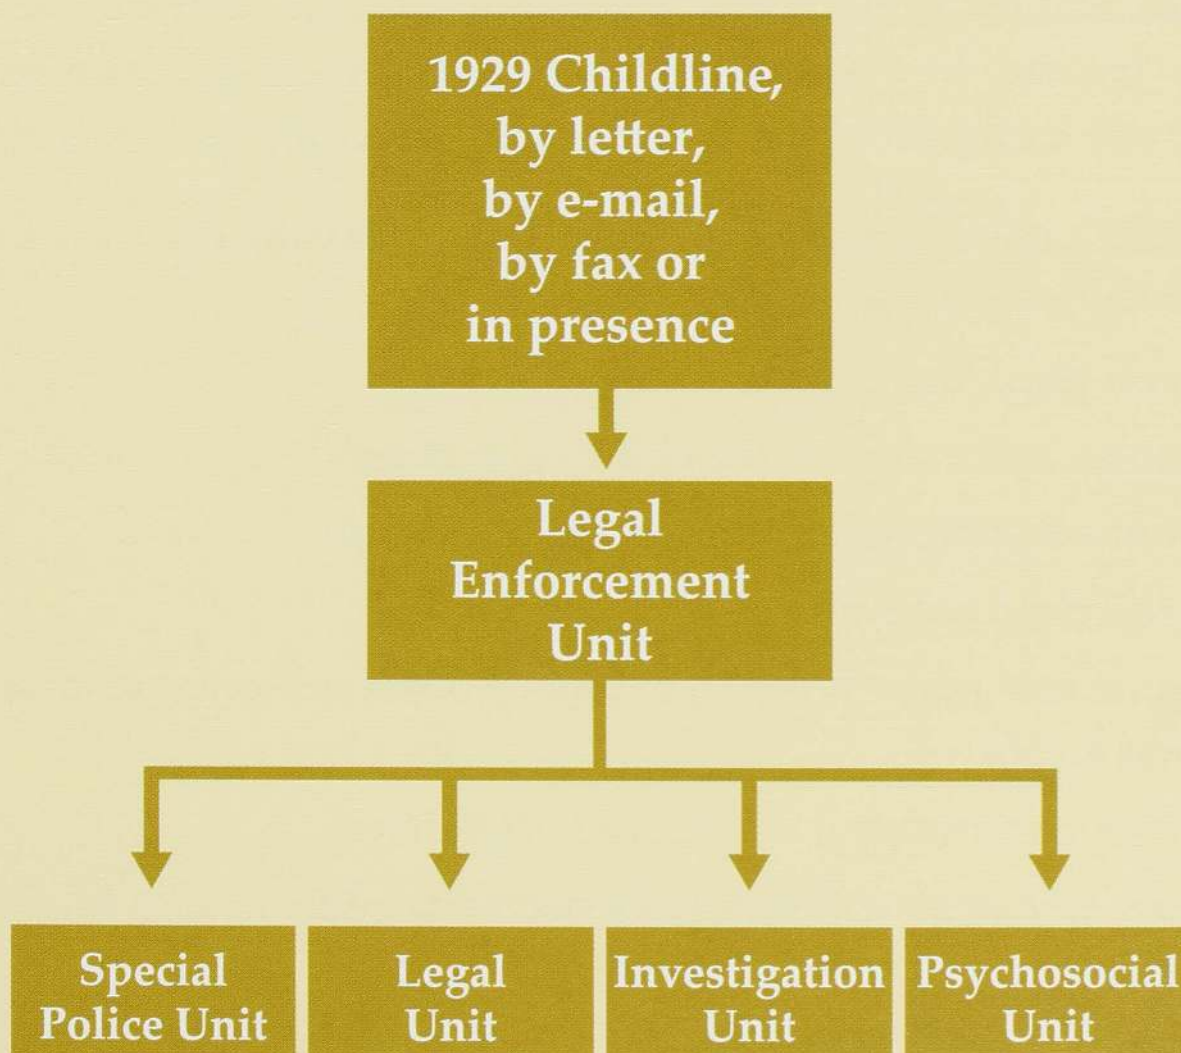 1929 Childline,
by letter,
by e-mail,
by fax or
in presence
Legal
Enforcement
Unit
Special
Police Unit
Legal
Unit
Investigation
Unit
Psychosocial
Unit